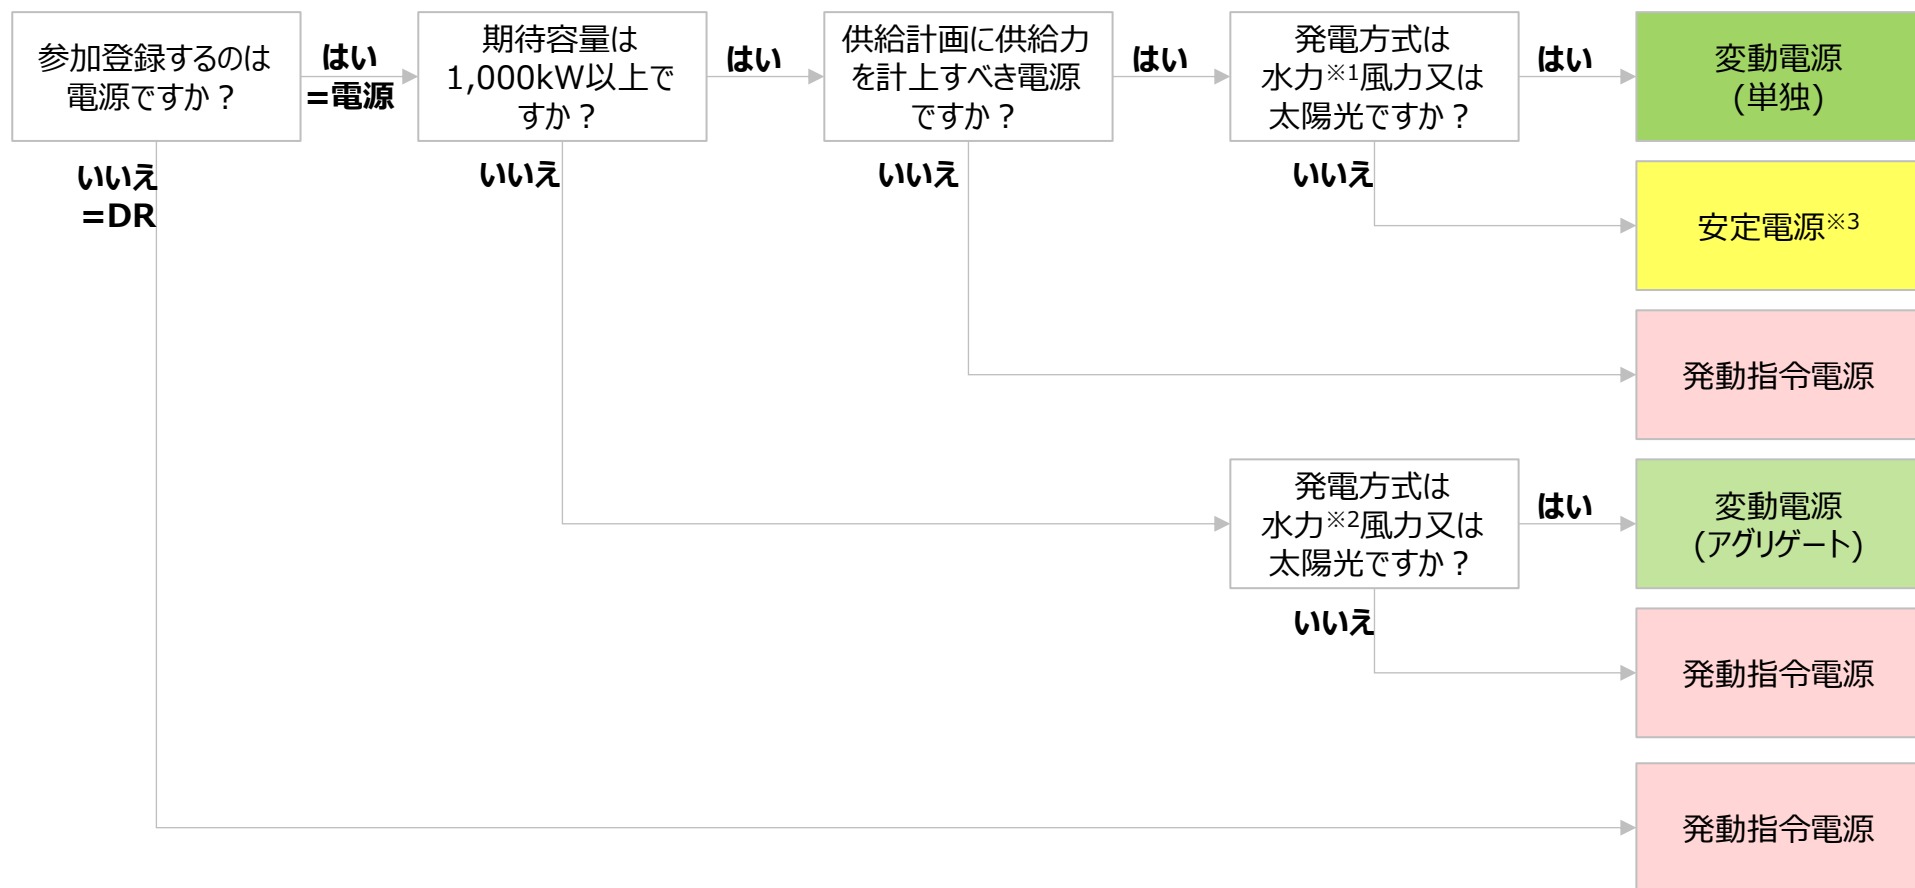 参加登録するのは
電源ですか？
はい
=電源
期待容量は
1,000kW以上で
すか？
はい
供給計画に供給力
を計上すべき電源
ですか？
はい
発電方式は
水力※1風力又は
太陽光ですか？
はい
変動電源
(単独)
いいえ
=DR
いいえ
いいえ
いいえ
安定電源※3
発動指令電源
発電方式は
水力※2風力又は
太陽光ですか？
はい
変動電源
(アグリゲート)
いいえ
発動指令電源
発動指令電源